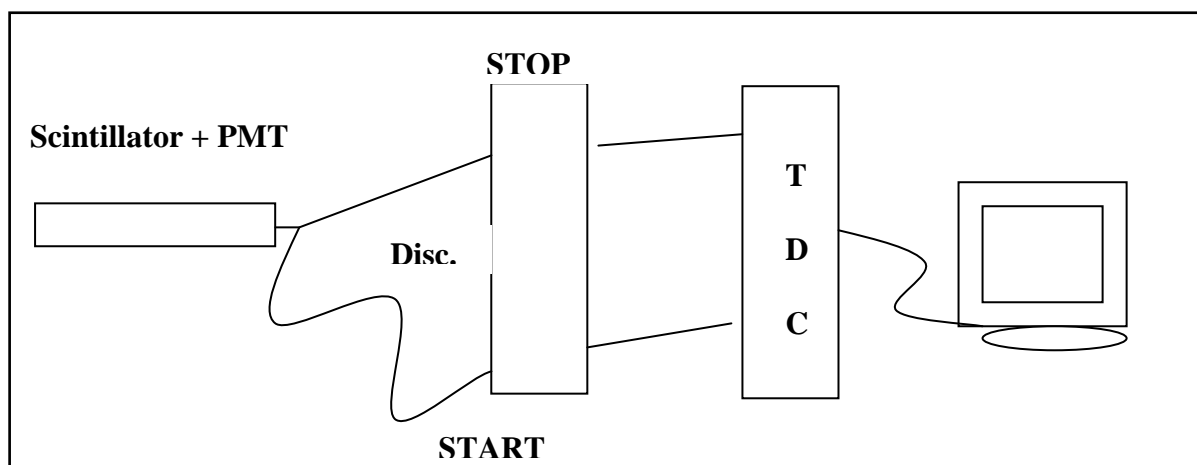 STOP
Scintillator + PMT
Disc.
T
D
C
START